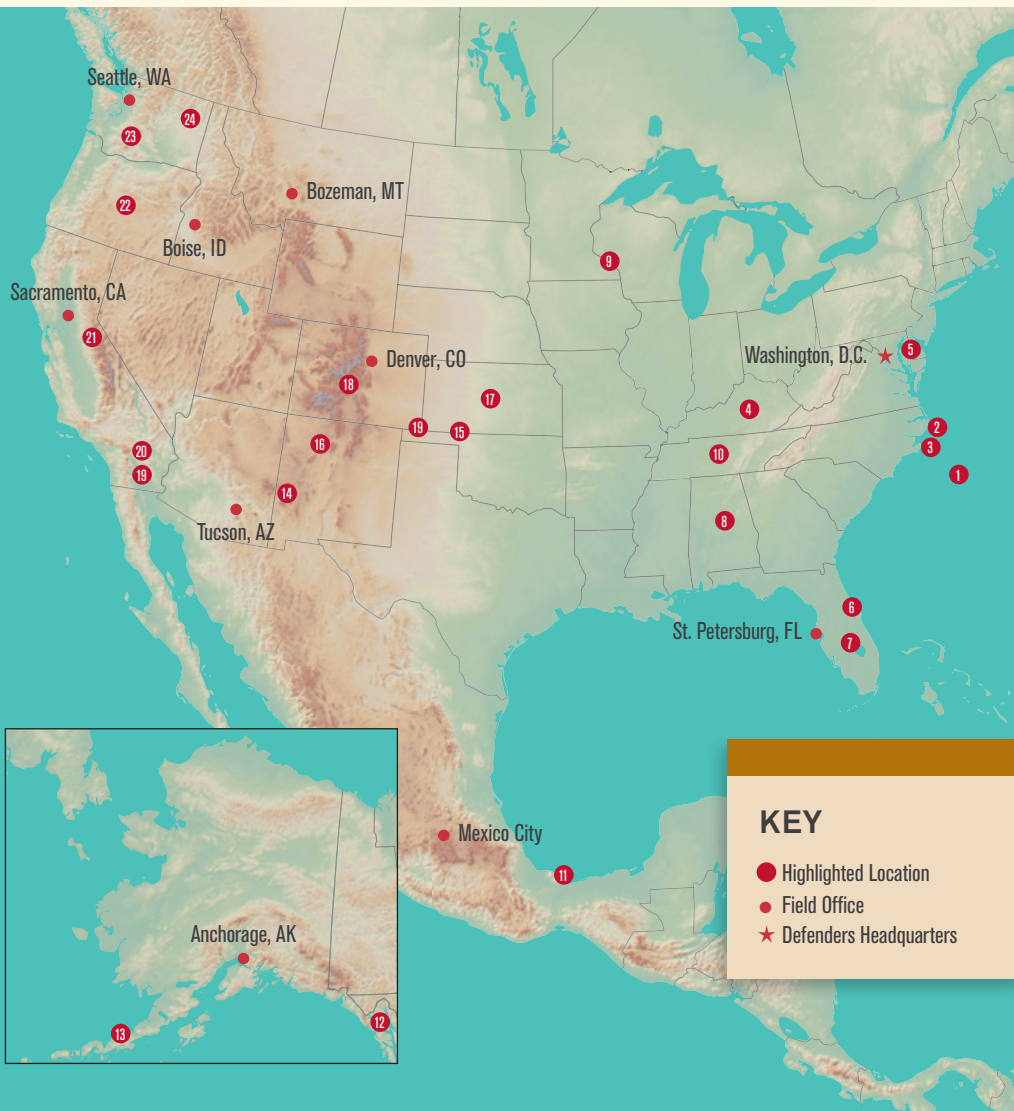 Seattle, WA
24
23
Bozeman, MT
22
Boise, ID
9
Sacramento, CA
21
Washington, D.C.
5
Denver, CO
18
17
4
19
15
2
16
3
20
10
19
1
14
8
Tucson, AZ
6
St. Petersburg, FL
7
KEY
Mexico City
11
Highlighted Location
Field Office
Anchorage, AK
Defenders Headquarters
12
13